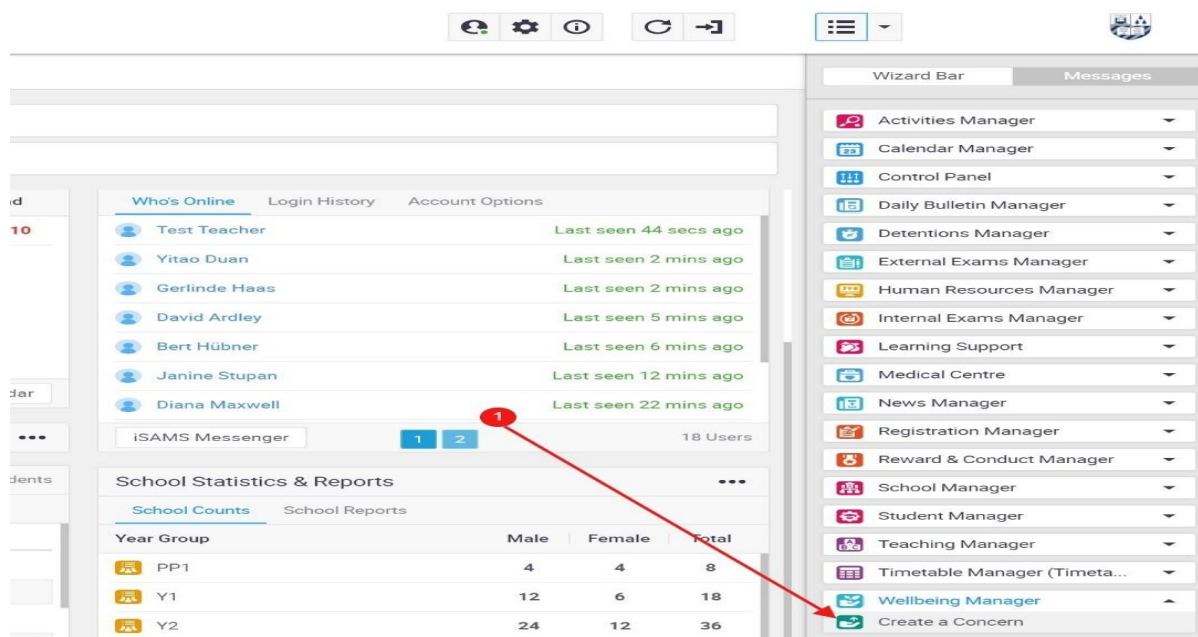 Wizard Bar Messages
d
10
dar
dents
Who's Online Login History Account Options
Test Teacher Last seen 44 secs ago
Yitao Duan Last seen 2 mins ago
Gerlinde Haas Last seen 2 mins ago
David Ardley Last seen 5 mins ago
Bert Hübner Last seen 6 mins ago
Janine Stupan Last seen 12 mins ago
Diana Maxwell Last seen 22 mins ago
1
iSAMS Messenger 1 2 18 Users
School Statistics & Reports
School Counts School Reports
Year Group Male Female Total
PP1 4 4 8
Y1 12 6 18
Y2 24 12 36
Activities Manager
Calendar Manager
Control Panel
Daily Bulletin Manager
Detentions Manager
External Exams Manager
Human Resources Manager
Internal Exams Manager
Learning Support
Medical Centre
News Manager
Registration Manager
Reward & Conduct Manager
School Manager
Student Manager
Teaching Manager
Timetable Manager (Timeta...
Wellbeing Manager
Create a Concern